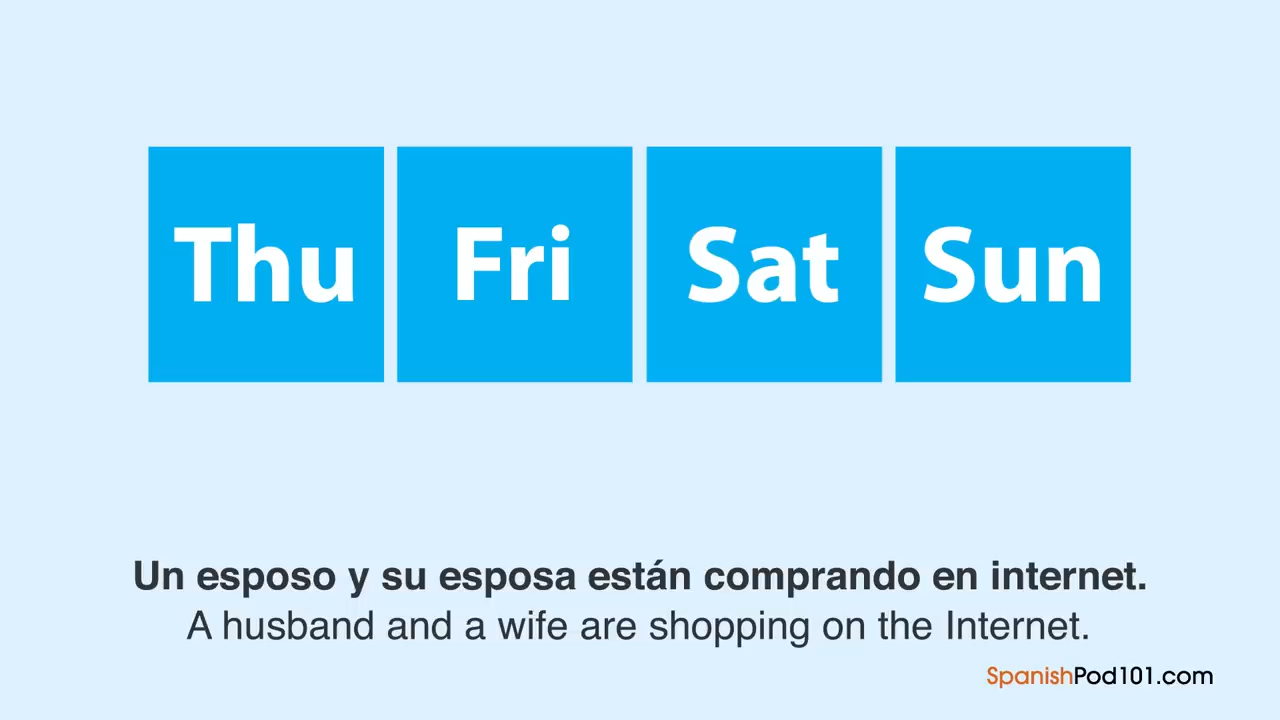 Thu Fri Sat Sun
Un esposo y su esposa están comprando en internet.
A husband and a wife are shopping on the Internet.
SpanishPod101.com